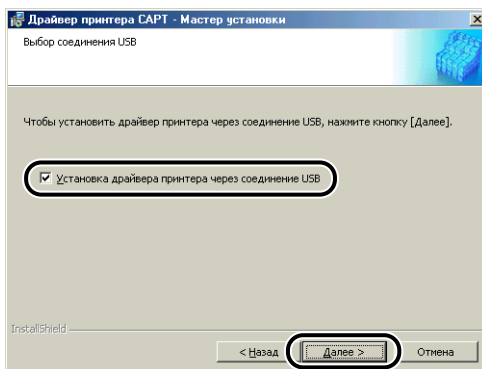 Драйвер принтера CAPT - Мастер установки
Выбор соединения USB
Чтобы установить драйвер принтера через соединение USB, нажмите кнопку [Далее].
Установка драйвера принтера через соединение USB
InstallShield
< Назад
Далее >
Отмена